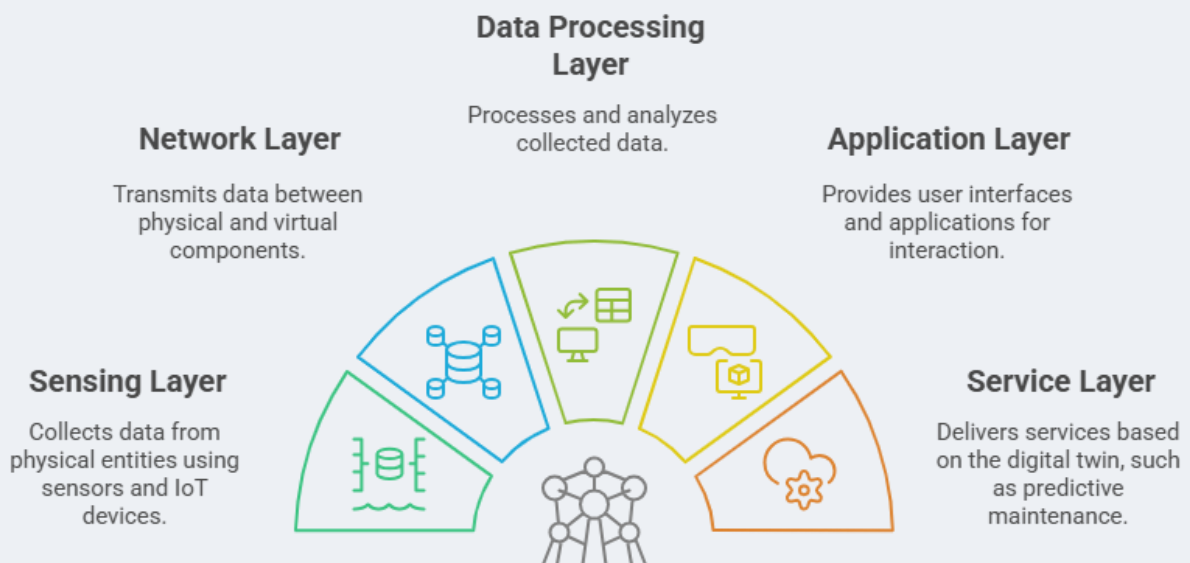 Data Processing
Layer
Processes and analyzes
collected data.
Network Layer
Transmits data between
physical and virtual
components.
Application Layer
Provides user interfaces
and applications for
interaction.
Sensing Layer
Collects data from
physical entities using
sensors and IoT
devices.
Service Layer
Delivers services based
on the digital twin, such
as predictive
maintenance.